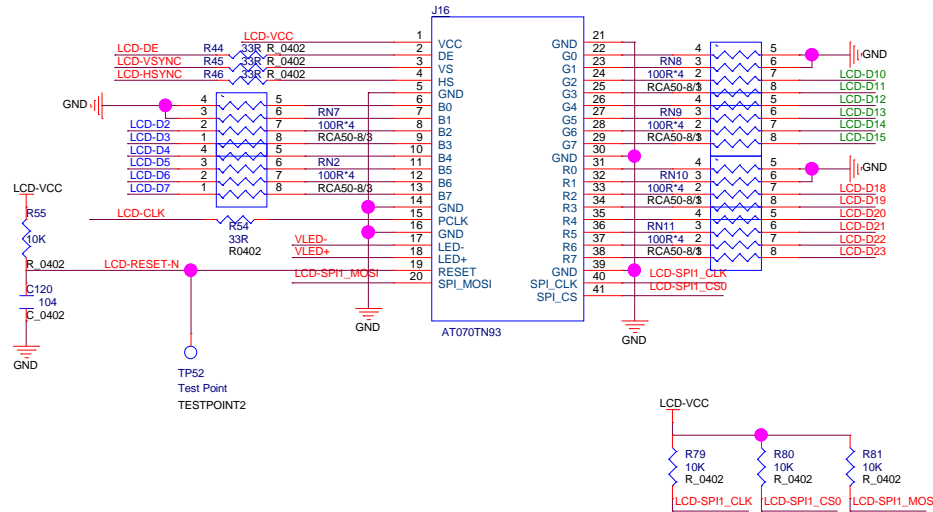 J16
LCD-VCC 1 VCC GND 21
LCD-DE R44 33R R_0402 2 DE G0 22 4 5
LCD-VSYNC R45 33R R_0402 3 VS G1 23 RN8 3 6 GND
LCD-HSYNC R46 33R R_0402 4 HS G2 24 100R*4 2 7 LCD-D10
5 GND G3 25 RCA50-8/3 1 8 LCD-D11
GND 4 5 6 B0 G4 26 4 5 LCD-D12
3 6 RN7 7 B1 G5 27 RN9 3 6 LCD-D13
LCD-D2 2 7 100R*4 8 B2 G6 28 100R*4 2 7 LCD-D14
LCD-D3 1 8 RCA50-8/3 9 B3 G7 29 RCA50-8/3 1 8 LCD-D15
LCD-D4 4 5 10 B4 GND 30
LCD-D5 3 6 RN2 11 B5 R0 31 4 5 GND
LCD-D6 2 7 100R*4 12 B6 R1 32 RN10 3 6
LCD-D7 1 8 RCA50-8/3 13 B7 R2 33 100R*4 2 7 LCD-D18
14 GND R3 34 RCA50-8/3 1 8 LCD-D19
LCD-CLK R54 33R R0402 15 PCLK R4 35 4 5 LCD-D20
16 GND R5 36 RN11 3 6 LCD-D21
VLED- 17 LED- R6 37 100R*4 2 7 LCD-D22
VLED+ 18 LED+ R7 38 RCA50-8/3 1 8 LCD-D23
LCD-RESET-N 19 RESET GND 39
LCD-SPI1_MOSI 20 SPI_MOSI SPI_CLK 40 LCD-SPI1_CLK
SPI_CS 41 LCD-SPI1_CS0
AT070TN93
LCD-VCC
R55
10K
R_0402
C120
104
C_0402
GND
GND
GND
TP52
Test Point
TESTPOINT2
LCD-VCC
R79 R80 R81
10K 10K 10K
R_0402 R_0402 R_0402
LCD-SPI1_CLK LCD-SPI1_CS0 LCD-SPI1_MOS